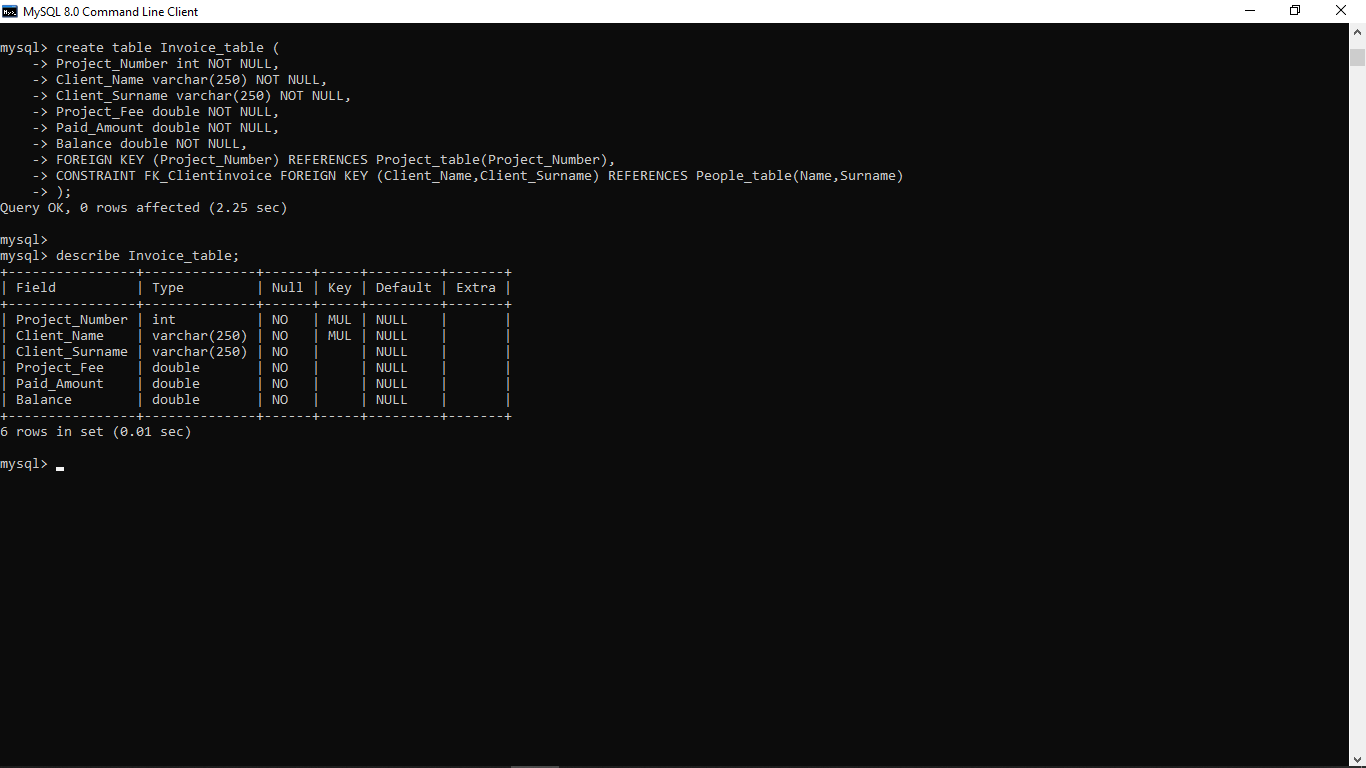 MySQL 8.0 Command Line Client
mysql> create table Invoice_table (
    -> Project_Number int NOT NULL,
    -> Client_Name varchar(250) NOT NULL,
    -> Client_Surname varchar(250) NOT NULL,
    -> Project_Fee double NOT NULL,
    -> Paid_Amount double NOT NULL,
    -> Balance double NOT NULL,
    -> FOREIGN KEY (Project_Number) REFERENCES Project_table(Project_Number),
    -> CONSTRAINT FK_Clientinvoice FOREIGN KEY (Client_Name,Client_Surname) REFERENCES People_table(Name,Surname)
    -> );
Query OK, 0 rows affected (2.25 sec)
mysql>
mysql> describe Invoice_table;
+----------------+--------------+------+-----+---------+-------+
| Field          | Type         | Null | Key | Default | Extra |
+----------------+--------------+------+-----+---------+-------+
| Project_Number | int          | NO   | MUL | NULL    |       |
| Client_Name    | varchar(250) | NO   | MUL | NULL    |       |
| Client_Surname | varchar(250) | NO   |     | NULL    |       |
| Project_Fee    | double       | NO   |     | NULL    |       |
| Paid_Amount    | double       | NO   |     | NULL    |       |
| Balance        | double       | NO   |     | NULL    |       |
+----------------+--------------+------+-----+---------+-------+
6 rows in set (0.01 sec)
mysql> _